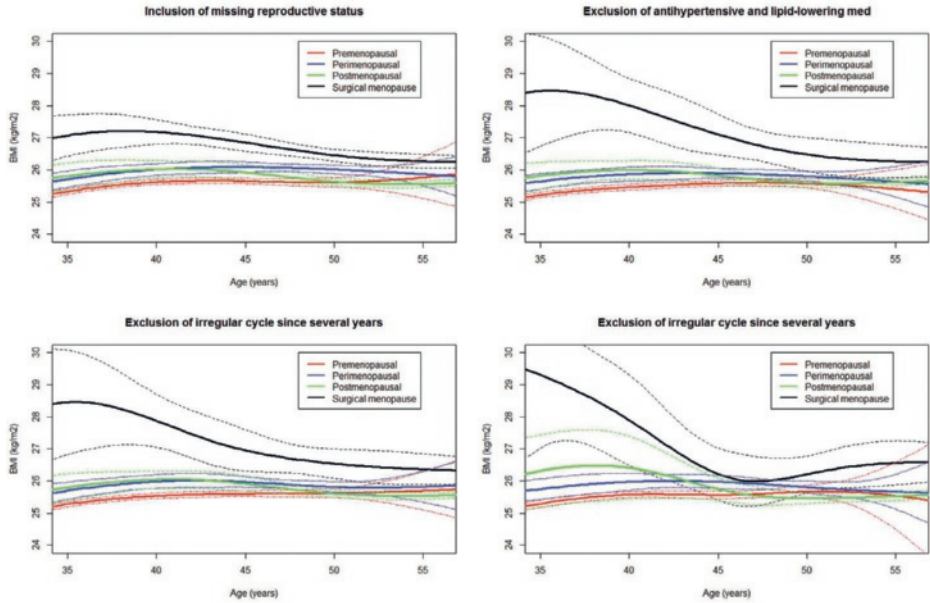 Inclusion of missing reproductive status
30
29
28
27
26
25
24
BMI (kg/m2)
Premenopausal
Perimenopausal
Postmenopausal
Surgical menopause
35 40 45 50 55
Age (years)
Exclusion of antihypertensive and lipid-lowering med
30
29
28
27
26
25
24
BMI (kg/m2)
Premenopausal
Perimenopausal
Postmenopausal
Surgical menopause
35 40 45 50 55
Age (years)
Exclusion of irregular cycle since several years
30
29
28
27
26
25
24
BMI (kg/m2)
Premenopausal
Perimenopausal
Postmenopausal
Surgical menopause
35 40 45 50 55
Age (years)
Exclusion of irregular cycle since several years
30
29
28
27
26
25
24
BMI (kg/m2)
Premenopausal
Perimenopausal
Postmenopausal
Surgical menopause
35 40 45 50 55
Age (years)